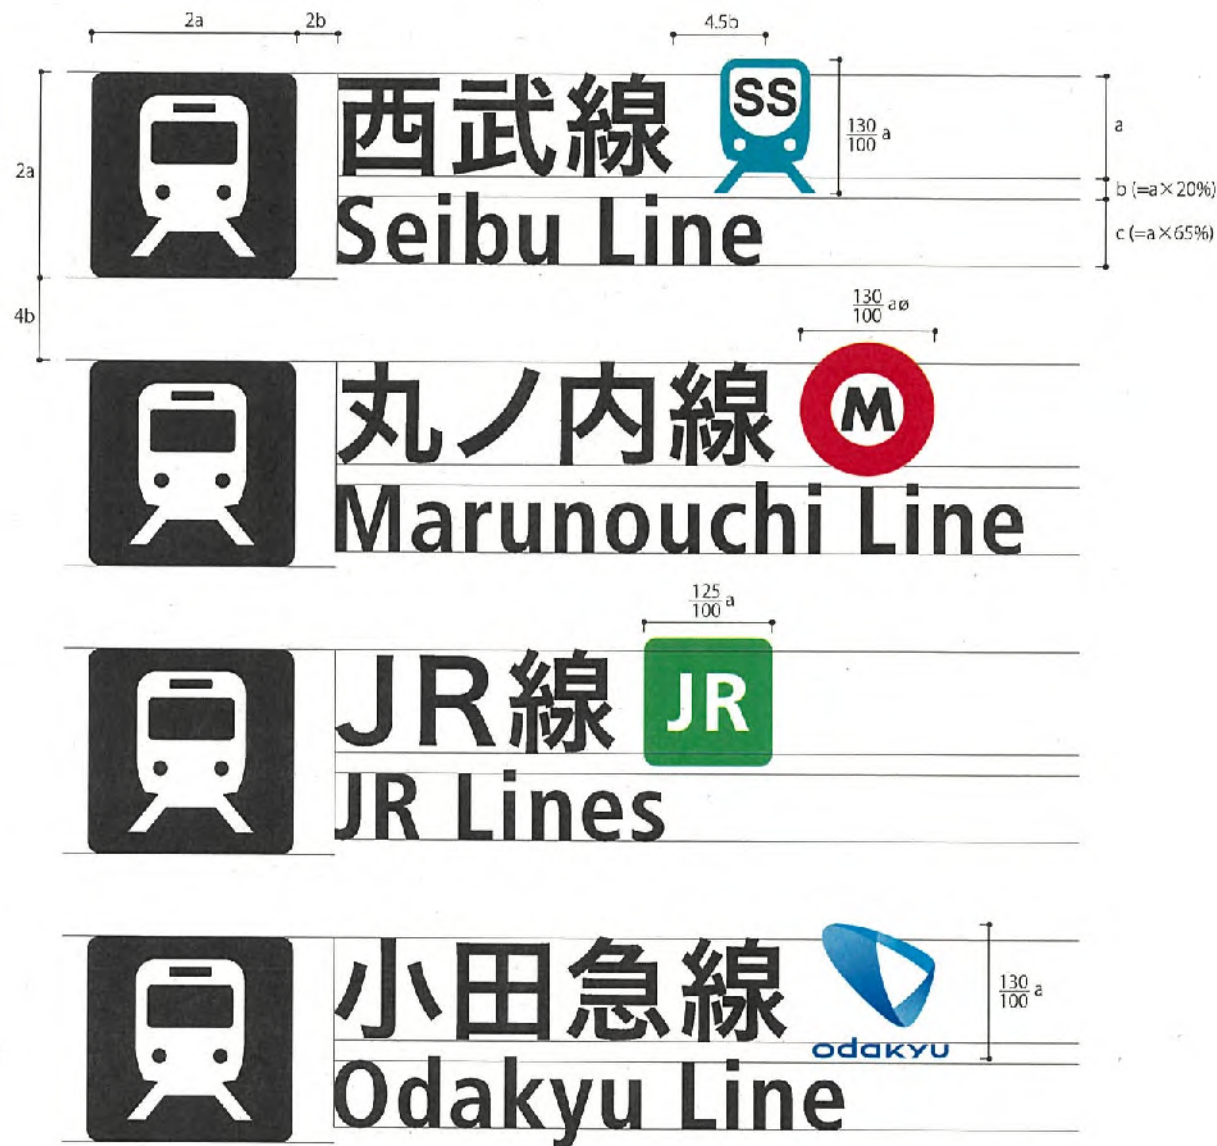 2a 2b 4.5b
西武線 SS
130/100 a
a
2a
b (=a×20%)
Seibu Line
c (=a×65%)
4b
130/100 aø
丸ノ内線 M
Marunouchi Line
125/100 a
JR線 JR
JR Lines
小田急線
130/100 a
odakyu
Odakyu Line